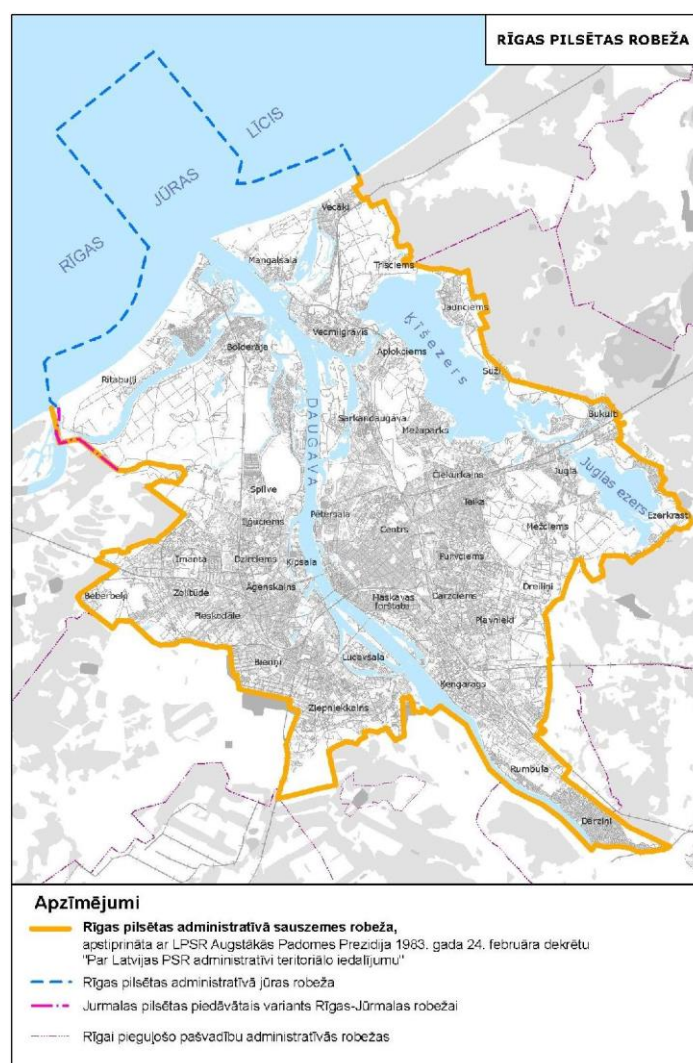 RĪGAS PILSĒTAS ROBEŽA
RĪGAS
JŪRAS
LĪCIS
Vecāķi
Mangaļsala
Trīsciems
Jaunciems
Vecmīlgrāvis
Bolderāja
Aplokciems
Ķīšezers
Suži
Rītabuļļi
Bukulti
Sarkandaugava
Mežaparks
DAUGAVA
Čiekurkalns
Jugla
Juglas ezers
Spilve
Teika
Ezerkrasti
Iļģuciems
Pētersala
Centrs
Mežciems
Imanta
Dzirciems
Ķīpsala
Purvciems
Zolitūde
Āgenskalns
Maskavas
forštate
Dārzciems
Dreiliņi
Beberbeķi
Pleskodāle
Pļavnieki
Bieriņi
Lucavsala
Ķengarags
Ziepniekkalns
Rumbula
Dārziņi
Apzīmējumi
Rīgas pilsētas administratīvā sauszemes robeža,
apstiprināta ar LPSR Augstākās Padomes Prezidija 1983. gada 24. februāra dekrētu
"Par Latvijas PSR administratīvi teritoriālo iedalījumu"
Rīgas pilsētas administratīvā jūras robeža
Jurmalas pilsētas piedāvātais variants Rīgas-Jūrmalas robežai
Rīgai pieguļošo pašvadību administratīvās robežas